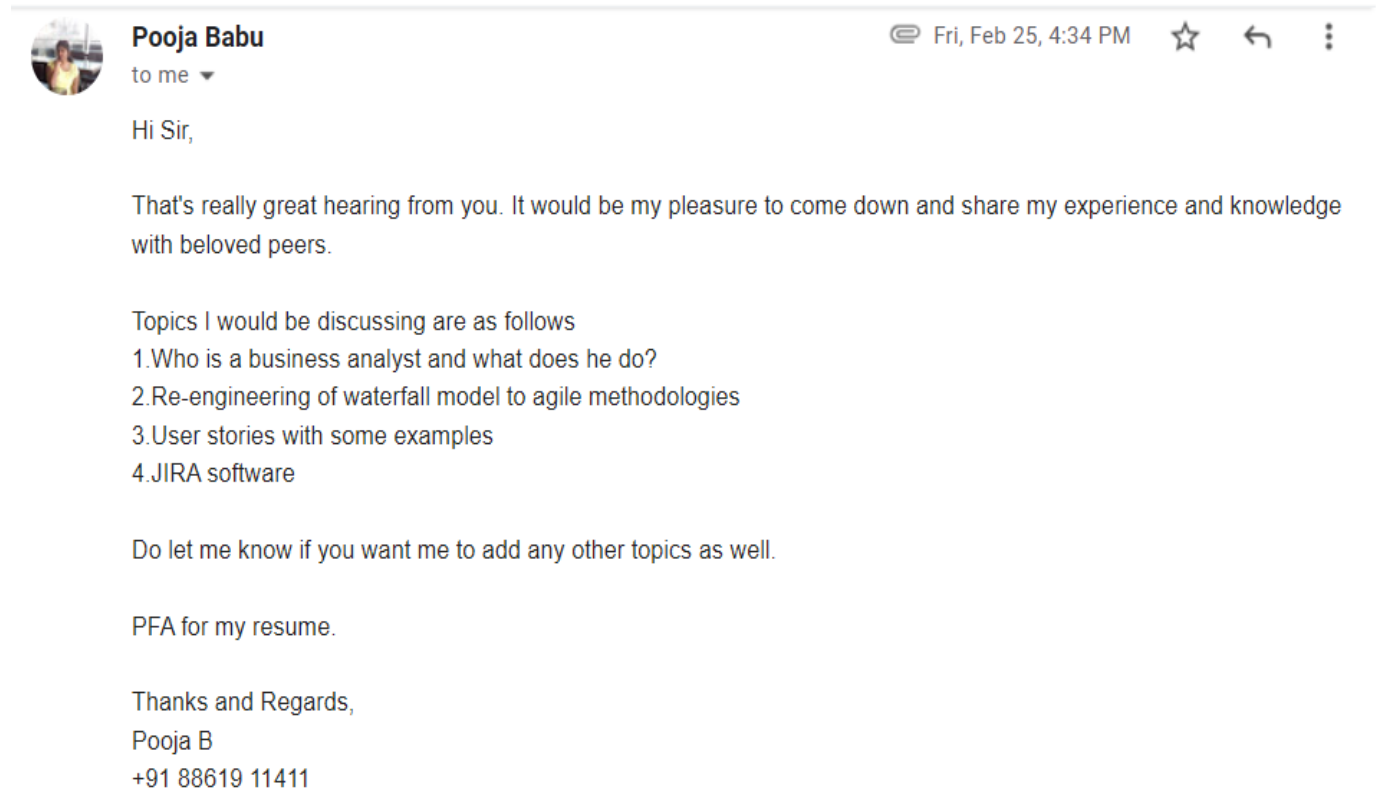 Pooja Babu
Fri, Feb 25, 4:34 PM
to me
Hi Sir,
That's really great hearing from you. It would be my pleasure to come down and share my experience and knowledge
with beloved peers.
Topics I would be discussing are as follows
1.Who is a business analyst and what does he do?
2.Re-engineering of waterfall model to agile methodologies
3.User stories with some examples
4.JIRA software
Do let me know if you want me to add any other topics as well.
PFA for my resume.
Thanks and Regards,
Pooja B
+91 88619 11411